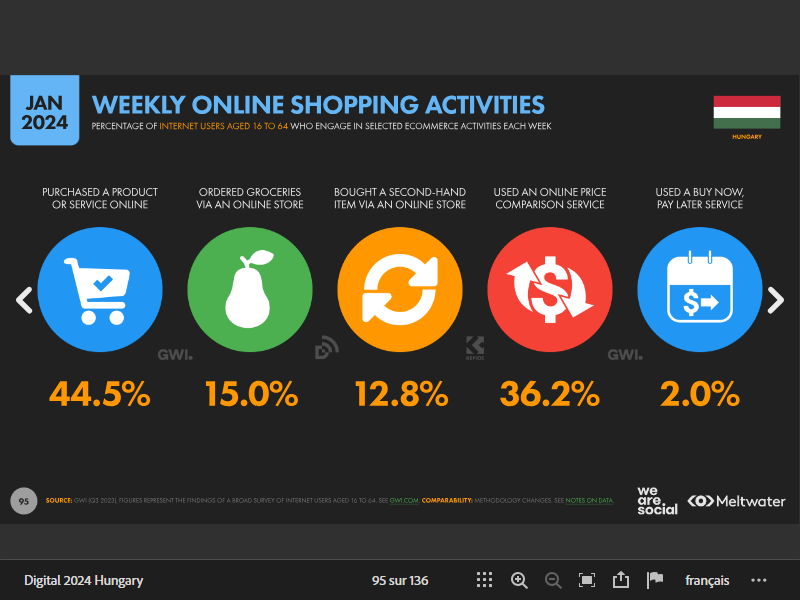 JAN
2024
WEEKLY ONLINE SHOPPING ACTIVITIES
PERCENTAGE OF INTERNET USERS AGED 16 TO 64 WHO ENGAGE IN SELECTED ECOMMERCE ACTIVITIES EACH WEEK
HUNGARY
PURCHASED A PRODUCT
OR SERVICE ONLINE
ORDERED GROCERIES
VIA AN ONLINE STORE
BOUGHT A SECOND-HAND
ITEM VIA AN ONLINE STORE
USED AN ONLINE PRICE
COMPARISON SERVICE
USED A BUY NOW,
PAY LATER SERVICE
GWI.
KEPIOS
GWI.
44.5%
15.0%
12.8%
36.2%
2.0%
95
SOURCE: GWI (Q3 2023). FIGURES REPRESENT THE FINDINGS OF A BROAD SURVEY OF INTERNET USERS AGED 16 TO 64. SEE GWI.COM. COMPARABILITY: METHODOLOGY CHANGES. SEE NOTES ON DATA.
we
are
social
Meltwater
Digital 2024 Hungary
95 sur 136
français